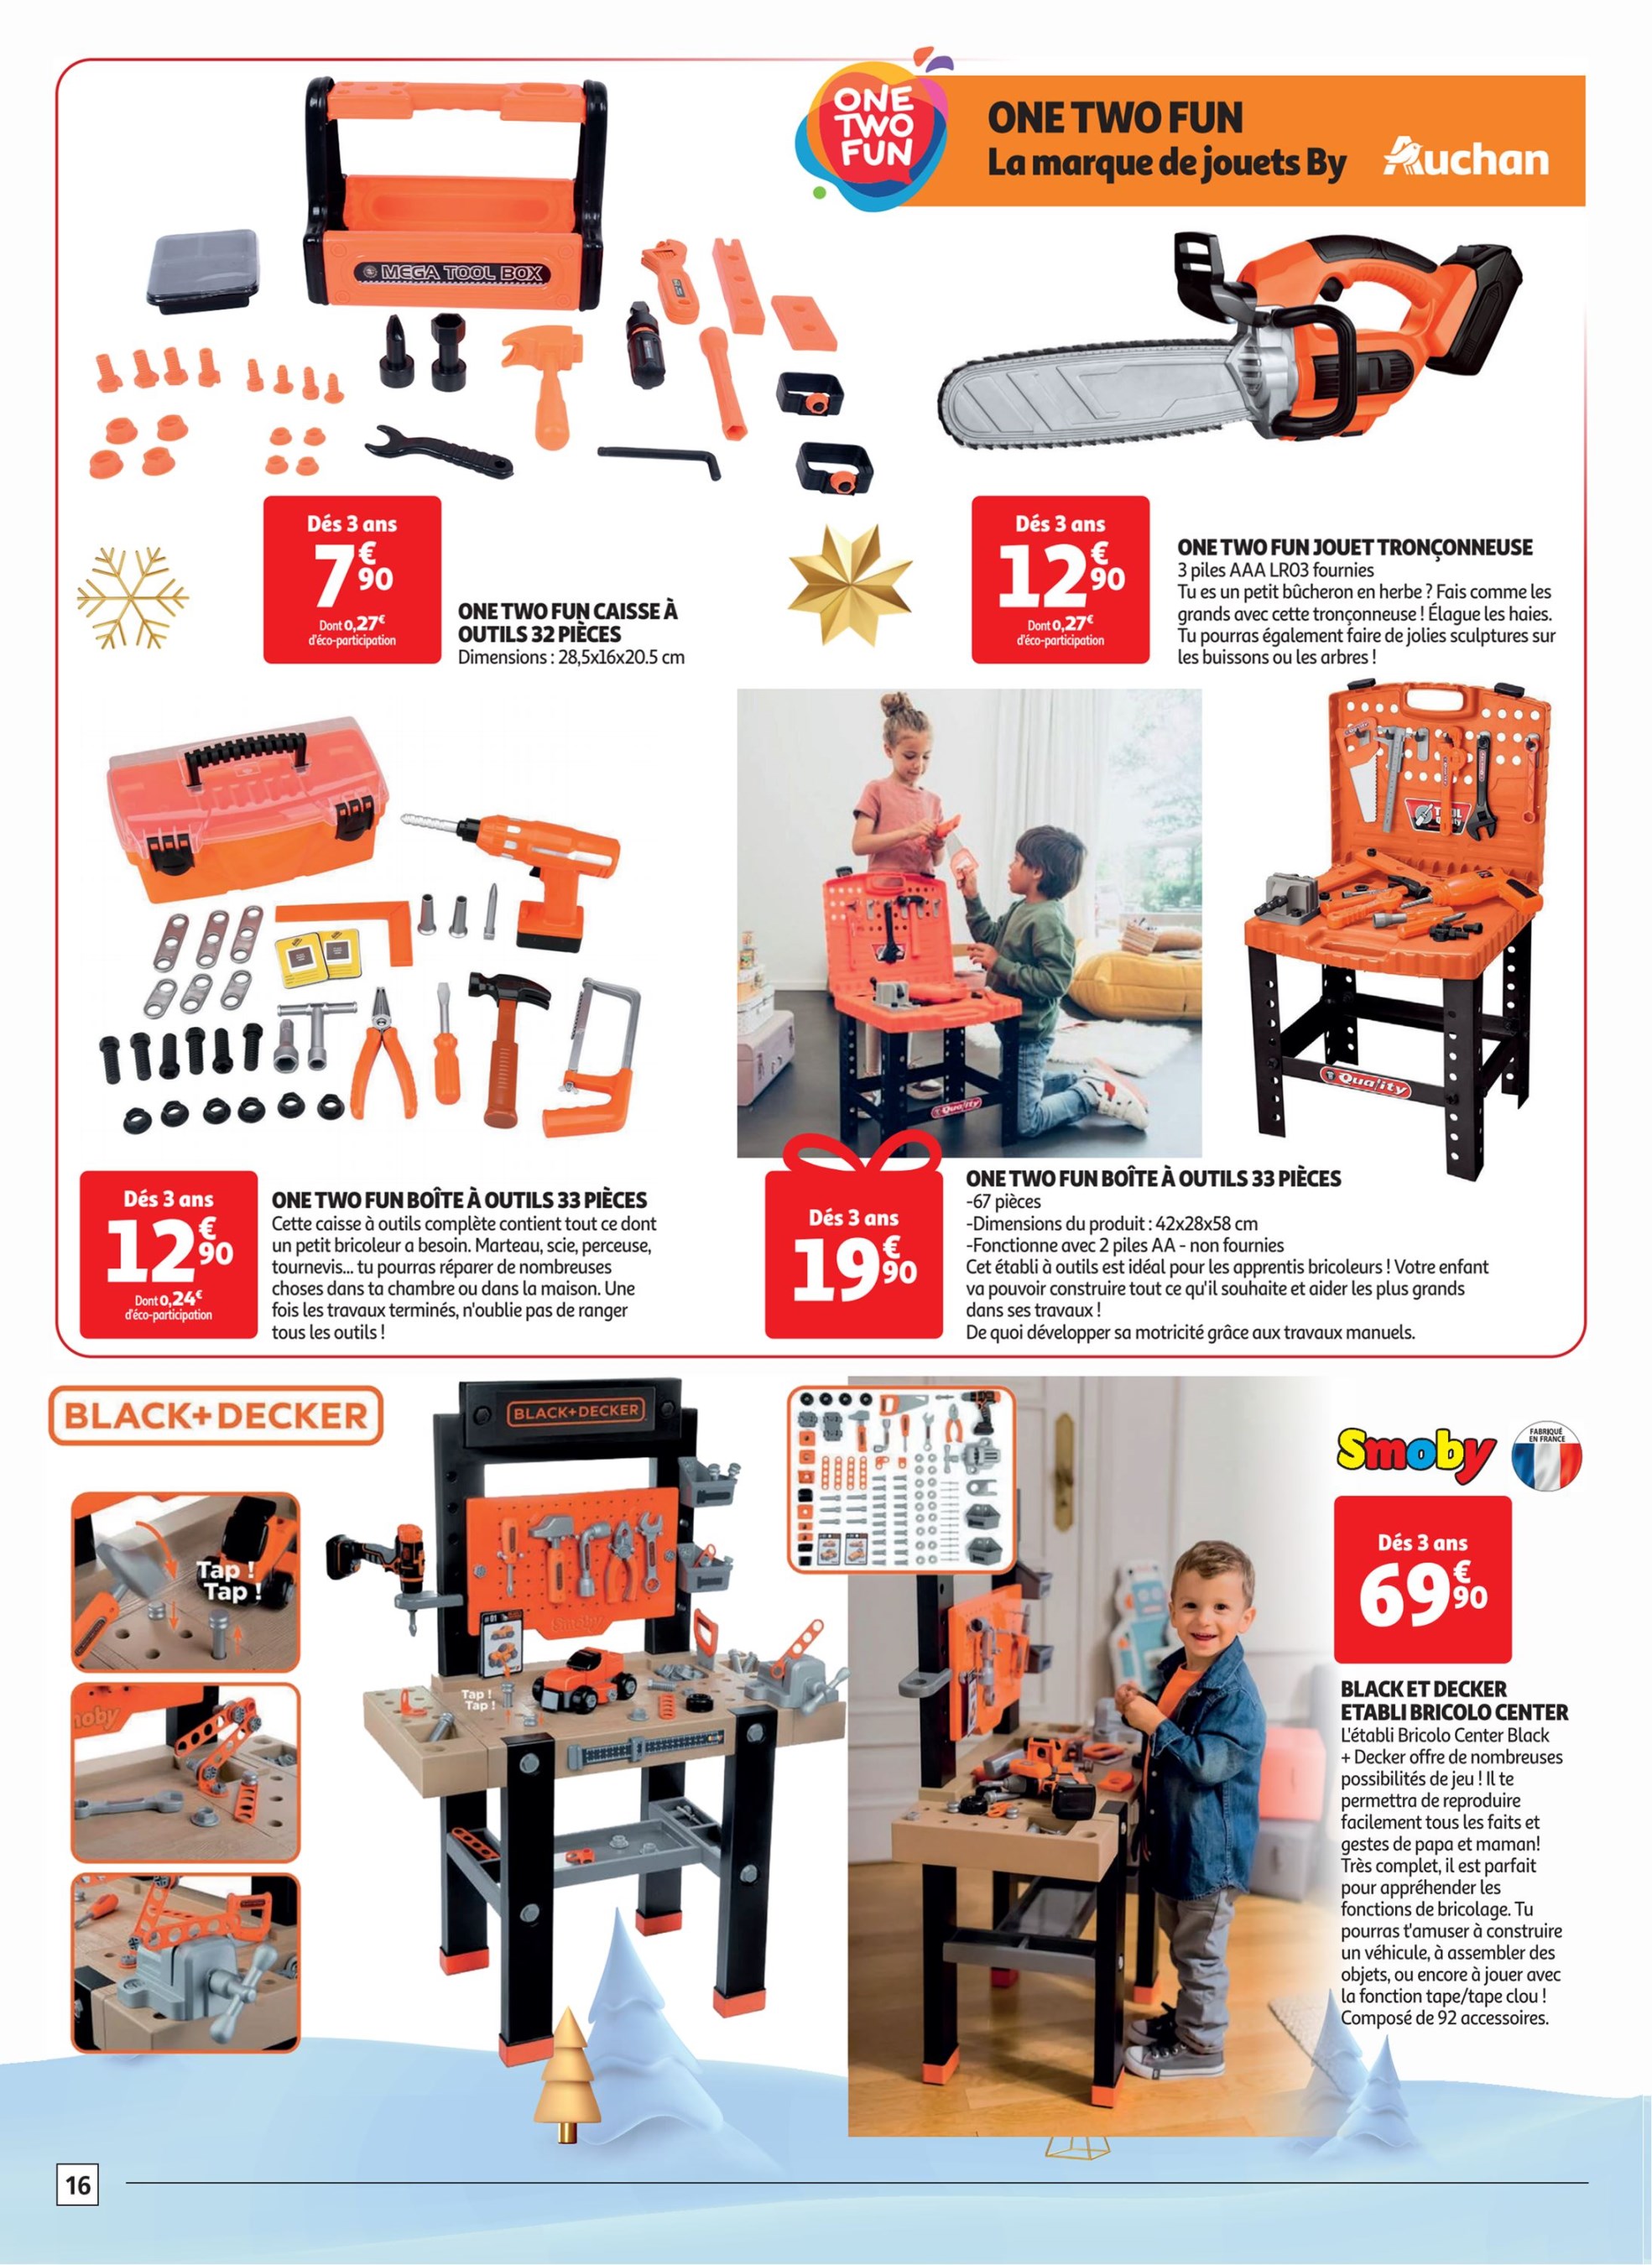 ONE
TWO
FUN
ONE TWO FUN
La marque de jouets By Auchan
MEGA TOOL BOX
Dés 3 ans
7€90
Dont 0,27€
d'éco-participation
ONE TWO FUN CAISSE À
OUTILS 32 PIÈCES
Dimensions : 28,5x16x20.5 cm
Dés 3 ans
12€90
Dont 0,27€
d'éco-participation
ONE TWO FUN JOUET TRONÇONNEUSE
3 piles AAA LR03 fournies
Tu es un petit bûcheron en herbe ? Fais comme les
grands avec cette tronçonneuse ! Élague les haies.
Tu pourras également faire de jolies sculptures sur
les buissons ou les arbres !
Quality
Quality
Dés 3 ans
12€90
Dont 0,24€
d'éco-participation
ONE TWO FUN BOÎTE À OUTILS 33 PIÈCES
Cette caisse à outils complète contient tout ce dont
un petit bricoleur a besoin. Marteau, scie, perceuse,
tournevis... tu pourras réparer de nombreuses
choses dans ta chambre ou dans la maison. Une
fois les travaux terminés, n'oublie pas de ranger
tous les outils !
Dés 3 ans
19€90
ONE TWO FUN BOÎTE À OUTILS 33 PIÈCES
-67 pièces
-Dimensions du produit : 42x28x58 cm
-Fonctionne avec 2 piles AA - non fournies
Cet établi à outils est idéal pour les apprentis bricoleurs ! Votre enfant
va pouvoir construire tout ce qu'il souhaite et aider les plus grands
dans ses travaux !
De quoi développer sa motricité grâce aux travaux manuels.
BLACK+DECKER
BLACK+DECKER
Tap !
Tap !
Smoby
#01
Tap !
Tap !
moby
Smoby
FABRIQUÉ
EN FRANCE
Dés 3 ans
69€90
BLACK ET DECKER
ETABLI BRICOLO CENTER
L'établi Bricolo Center Black
+ Decker offre de nombreuses
possibilités de jeu ! Il te
permettra de reproduire
facilement tous les faits et
gestes de papa et maman!
Très complet, il est parfait
pour appréhender les
fonctions de bricolage. Tu
pourras t'amuser à construire
un véhicule, à assembler des
objets, ou encore à jouer avec
la fonction tape/tape clou !
Composé de 92 accessoires.
16